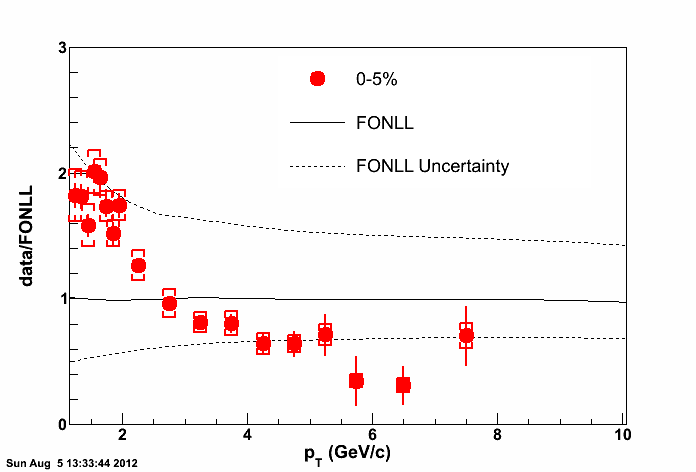 3
0-5%
FONLL
2
FONLL Uncertainty
data/FONLL
1
0
2
4
6
8
10
p_T (GeV/c)
Sun Aug 5 13:33:44 2012